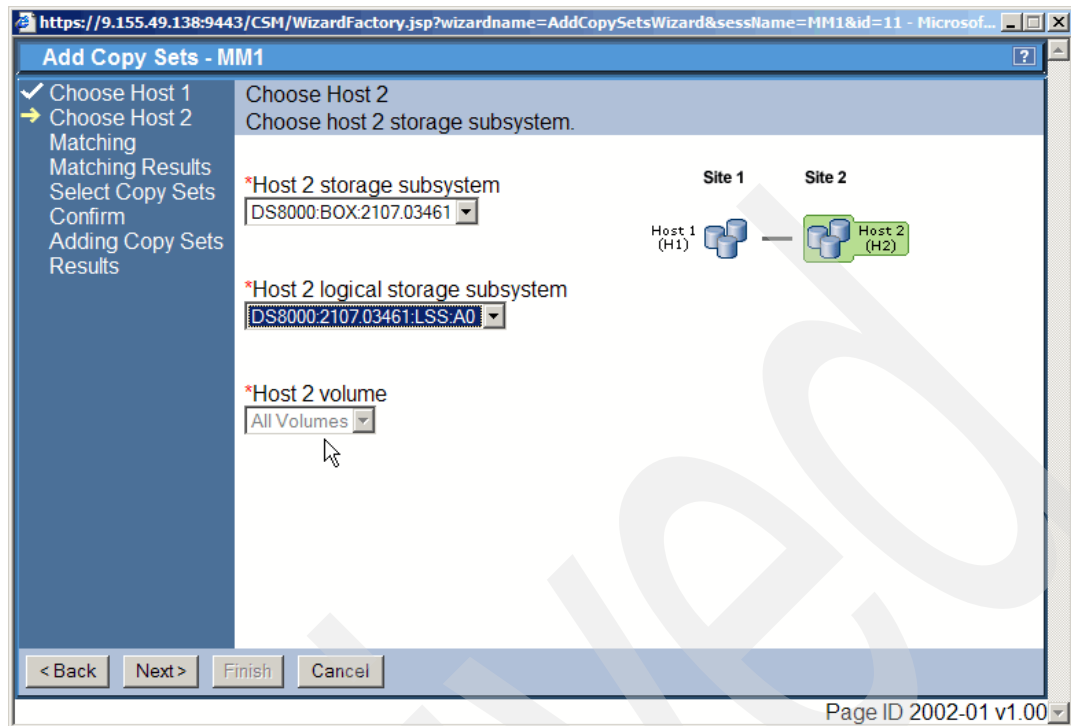 https://9.155.49.138:9443/CSM/WizardFactory.jsp?wizardname=AddCopySetsWizard&sessName=MM1&id=11 - Microsof...
Add Copy Sets - MM1
?
Choose Host 1
Choose Host 2
Matching
Matching Results
Select Copy Sets
Confirm
Adding Copy Sets
Results
Choose Host 2
Choose host 2 storage subsystem.
*Host 2 storage subsystem
DS8000:BOX:2107.03461
*Host 2 logical storage subsystem
DS8000:2107.03461:LSS:A0
*Host 2 volume
All Volumes
Site 1 Site 2
Host 1
(H1)
Host 2
(H2)
< Back Next > Finish Cancel
Page ID 2002-01 v1.00